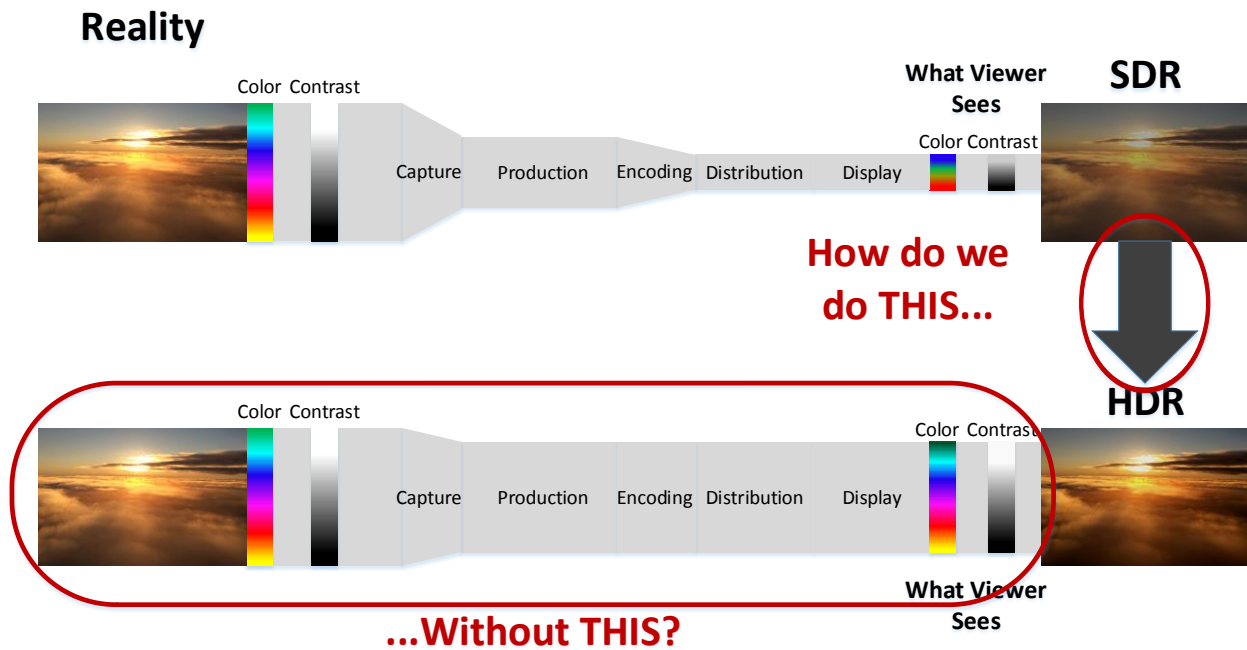 Reality
Color Contrast
What Viewer
Sees
SDR
Color Contrast
Capture Production Encoding Distribution Display
How do we
do THIS...
HDR
Color Contrast
Color Contrast
Capture Production Encoding Distribution Display
What Viewer
Sees
...Without THIS?